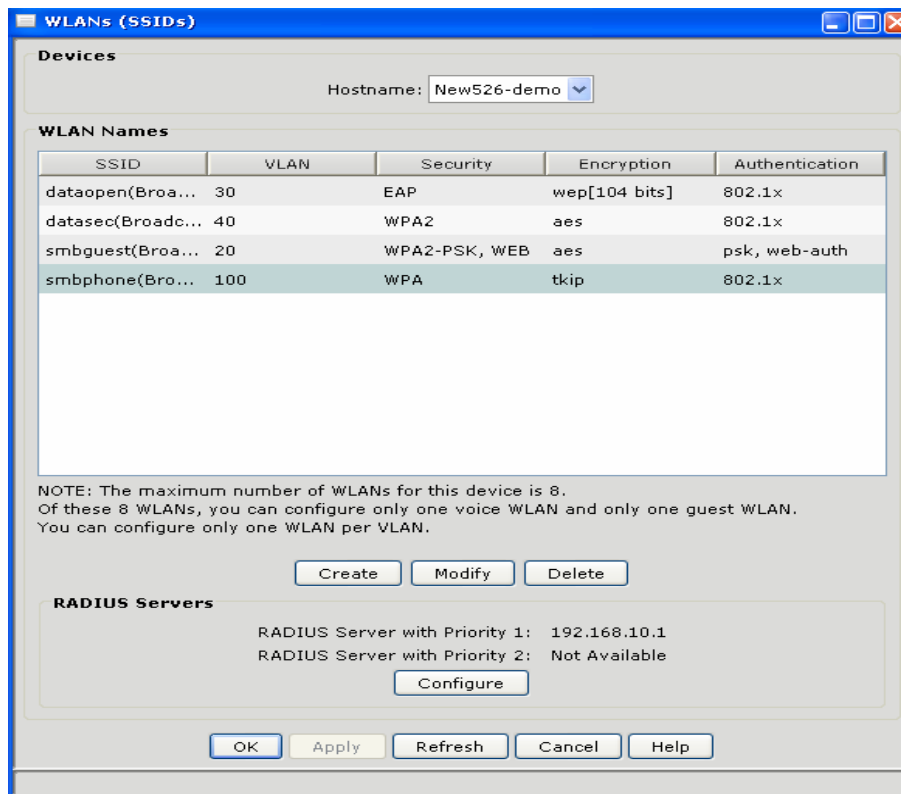 WLANs (SSIDs)
Devices
Hostname: New526-demo
WLAN Names
SSID VLAN Security Encryption Authentication
dataopen(Broa... 30 EAP wep[104 bits] 802.1x
datasec(Broadc... 40 WPA2 aes 802.1x
smbguest(Broa... 20 WPA2-PSK, WEB aes psk, web-auth
smbphone(Bro... 100 WPA tkip 802.1x
NOTE: The maximum number of WLANs for this device is 8.
Of these 8 WLANs, you can configure only one voice WLAN and only one guest WLAN.
You can configure only one WLAN per VLAN.
Create Modify Delete
RADIUS Servers
RADIUS Server with Priority 1: 192.168.10.1
RADIUS Server with Priority 2: Not Available
Configure
OK Apply Refresh Cancel Help